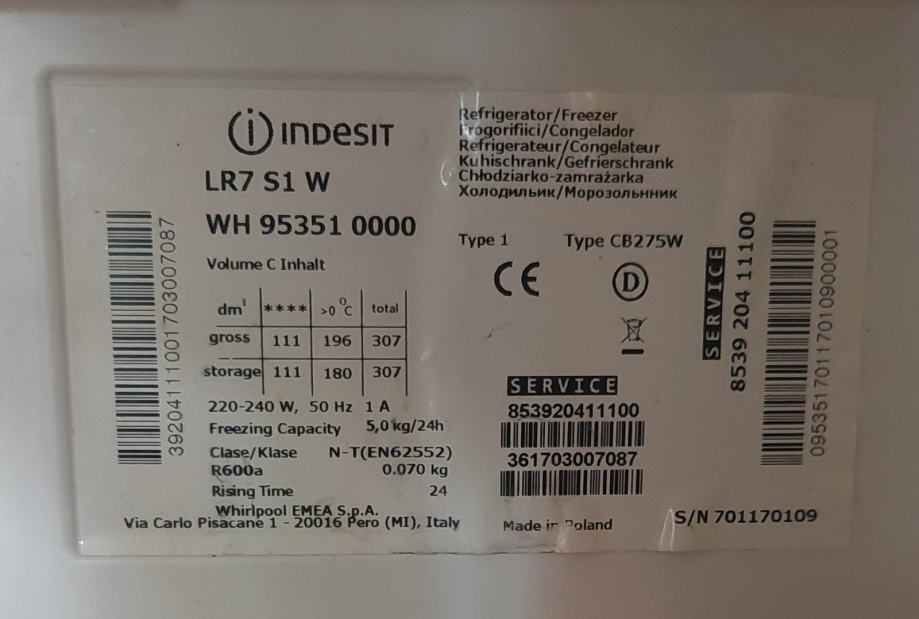 INDESIT
LR7 S1 W
WH 95351 0000
Volume C Inhalt
dm³ **** >0 °C total
gross 111 196 307
storage 111 180 307
220-240 W, 50 Hz 1 A
Freezing Capacity 5,0 kg/24h
Clase/Klase N-T(EN62552)
R600a 0.070 kg
Rising Time 24
Whirlpool EMEA S.p.A.
Via Carlo Pisacane 1 - 20016 Pero (MI), Italy
Refrigerator/Freezer
Frogorifiici/Congelador
Refrigerateur/Congelateur
Kuhischrank/Gefrierschrank
Chłodziarko-zamrażarka
Холодильик/Морозольнник
Type 1 Type CB275W
CE
D
SERVICE
853920411100
361703007087
Made in Poland
S/N 701170109
SERVICE
8539 204 11100
39204111001703007087
09535170117010900001